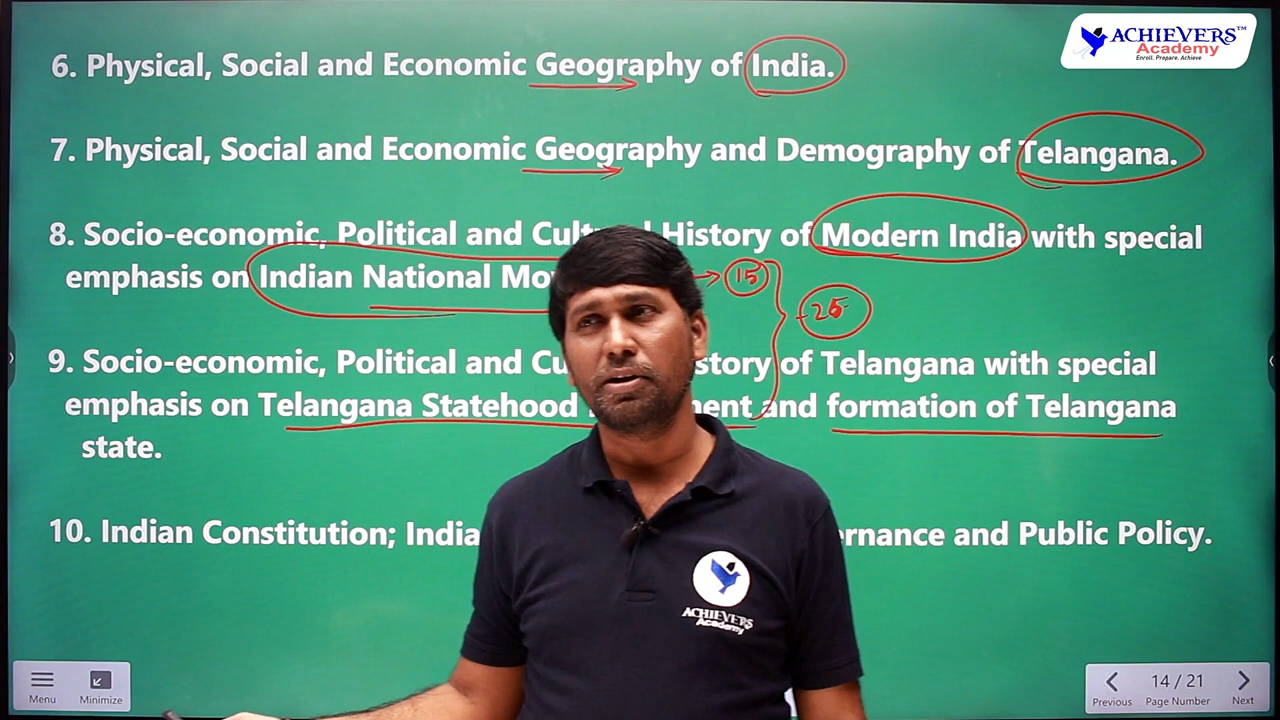 ACHIEVERS™
Academy
Enroll. Prepare. Achieve
6. Physical, Social and Economic Geography of India.
7. Physical, Social and Economic Geography and Demography of Telangana.
8. Socio-economic, Political and Cultural History of Modern India with special
emphasis on Indian National Mo
15
25
9. Socio-economic, Political and Cu story of Telangana with special
emphasis on Telangana Statehood ment and formation of Telangana
state.
10. Indian Constitution; India ernance and Public Policy.
ACHIEVERS
Academy
Menu
Minimize
Previous
14 / 21
Page Number
Next